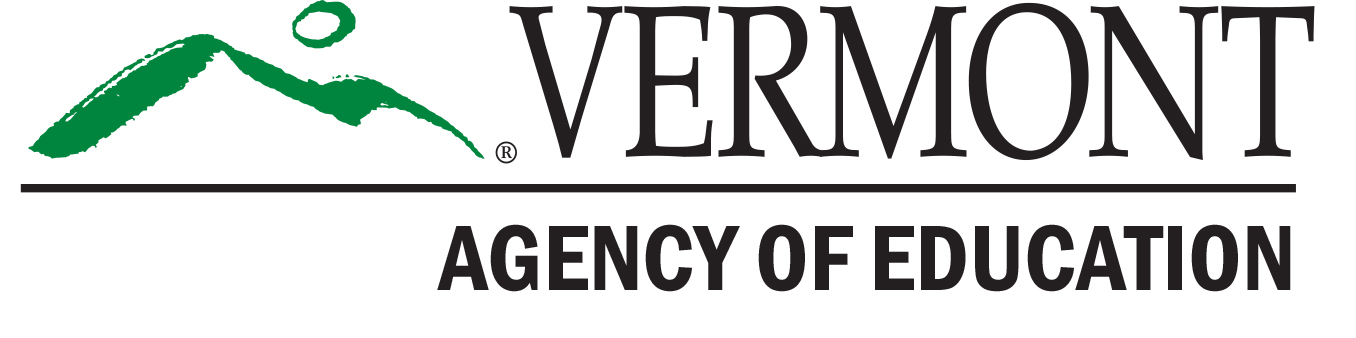 ® VERMONT
AGENCY OF EDUCATION